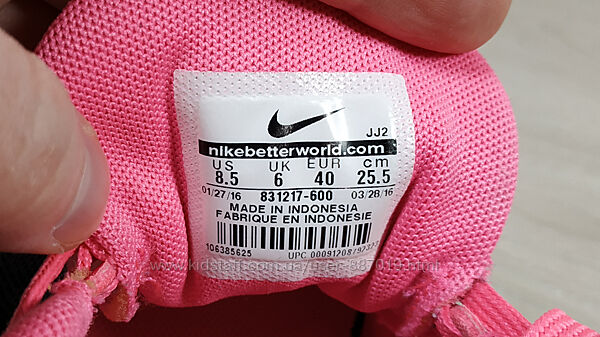 JJ2
nikebetterworld.com
US UK EUR cm
8.5 6 40 25.5
01/27/16 831217-600 03/28/16
MADE IN INDONESIA
FABRIQUE EN INDONESIE
106385625
UPC